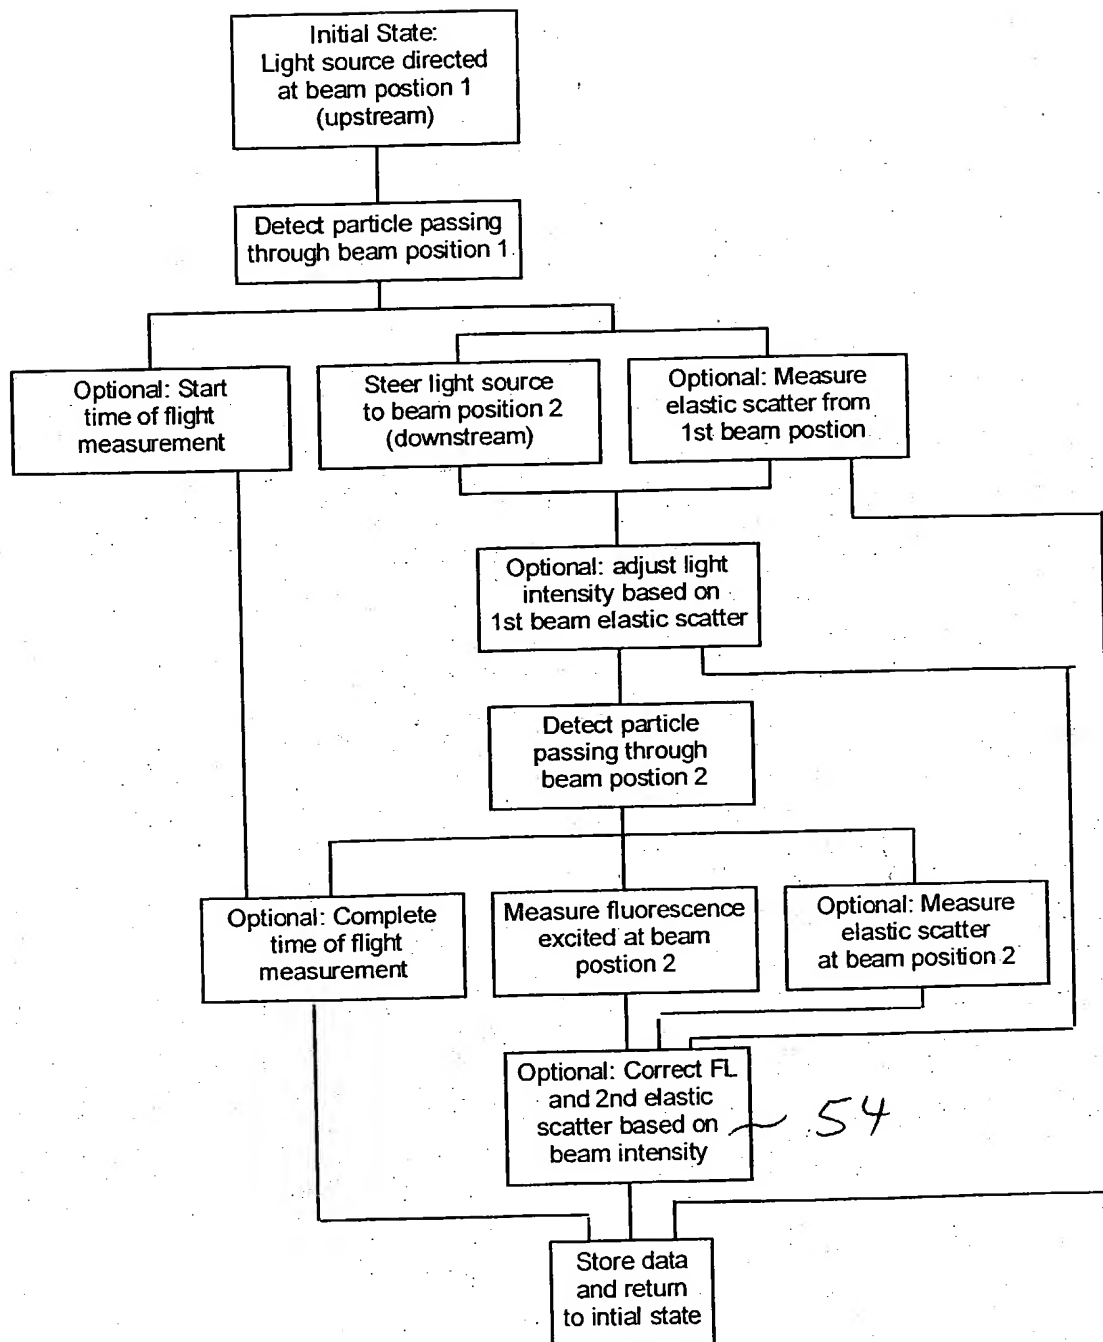 Initial State:
Light source directed
at beam postion 1
(upstream)
Detect particle passing
through beam position 1
Optional: Start
time of flight
measurement
Steer light source
to beam position 2
(downstream)
Optional: Measure
elastic scatter from
1st beam postion
Optional: adjust light
intensity based on
1st beam elastic scatter
Detect particle
passing through
beam postion 2
Optional: Complete
time of flight
measurement
Measure fluorescence
excited at beam
postion 2
Optional: Measure
elastic scatter
at beam position 2
Optional: Correct FL
and 2nd elastic
scatter based on
beam intensity
54
Store data
and return
to intial state